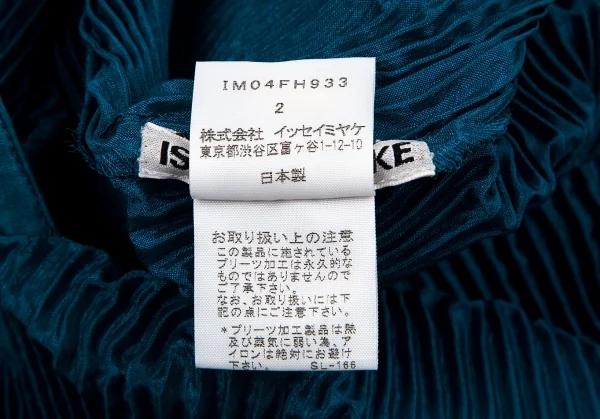 IM04FH933
2
株式会社 イッセイミヤケ
東京都渋谷区富ヶ谷1-12-10
IS KE
日本製
お取り扱い上の注意
この製品に施されている
プリーツ加工は永久的な
ものではありませんので
ご了承下さい。
なお、お取り扱いには下
記の点にご注意下さい。
*プリーツ加工製品は熱
及び蒸気に弱い為、ア
イロンは絶対にお避け
下さい。 SL-166